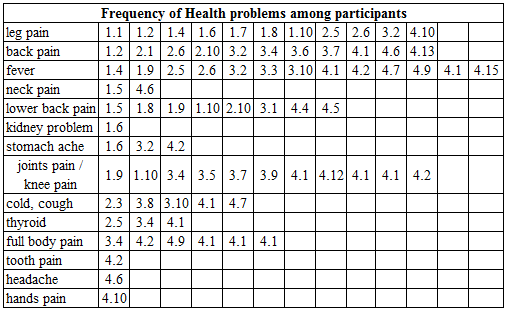 Frequency of Health problems among participants
leg pain 1.1 1.2 1.4 1.6 1.7 1.8 1.10 2.5 2.6 3.2 4.10
back pain 1.2 2.1 2.6 2.10 3.2 3.4 3.6 3.7 4.1 4.6 4.13
fever 1.4 1.9 2.5 2.6 3.2 3.3 3.10 4.1 4.2 4.7 4.9 4.1 4.15
neck pain 1.5 4.6
lower back pain 1.5 1.8 1.9 1.10 2.10 3.1 4.4 4.5
kidney problem 1.6
stomach ache 1.6 3.2 4.2
joints pain /
knee pain 1.9 1.10 3.4 3.5 3.7 3.9 4.1 4.12 4.1 4.1 4.2
cold, cough 2.3 3.8 3.10 4.1 4.7
thyroid 2.5 3.4 4.1
full body pain 3.4 4.2 4.9 4.1 4.1 4.1
tooth pain 4.2
headache 4.6
hands pain 4.10